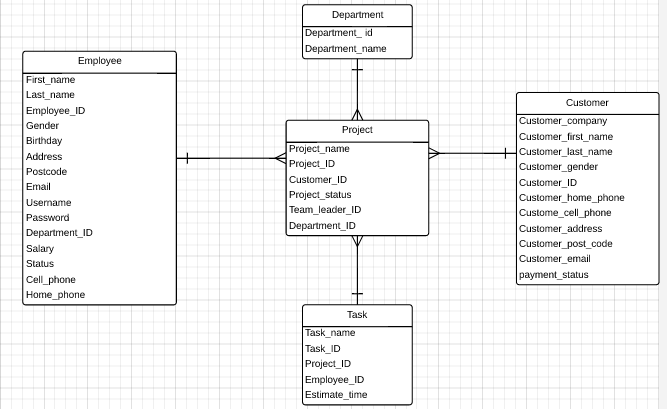 Department
Department_ id
Department_name
Employee
First_name
Last_name
Employee_ID
Gender
Birthday
Address
Postcode
Email
Username
Password
Department_ID
Salary
Status
Cell_phone
Home_phone
Project
Project_name
Project_ID
Customer_ID
Project_status
Team_leader_ID
Department_ID
Customer
Customer_company
Customer_first_name
Customer_last_name
Customer_gender
Customer_ID
Customer_home_phone
Custome_cell_phone
Customer_address
Customer_post_code
Customer_email
payment_status
Task
Task_name
Task_ID
Project_ID
Employee_ID
Estimate_time